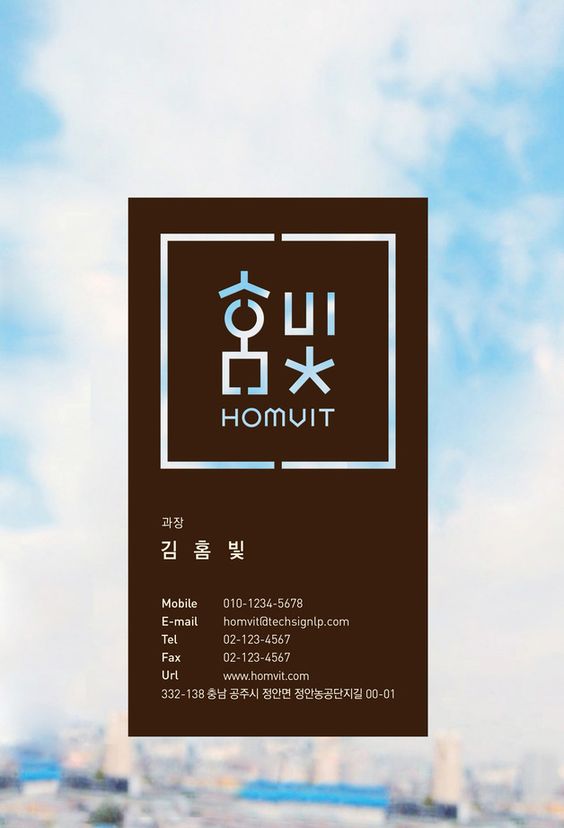 홈빛
HOMVIT
과장
김 홈 빛
Mobile 010-1234-5678
E-mail homvit@techsignlp.com
Tel 02-123-4567
Fax 02-123-4567
Url www.homvit.com
332-138 충남 공주시 정안면 정안농공단지길 00-01